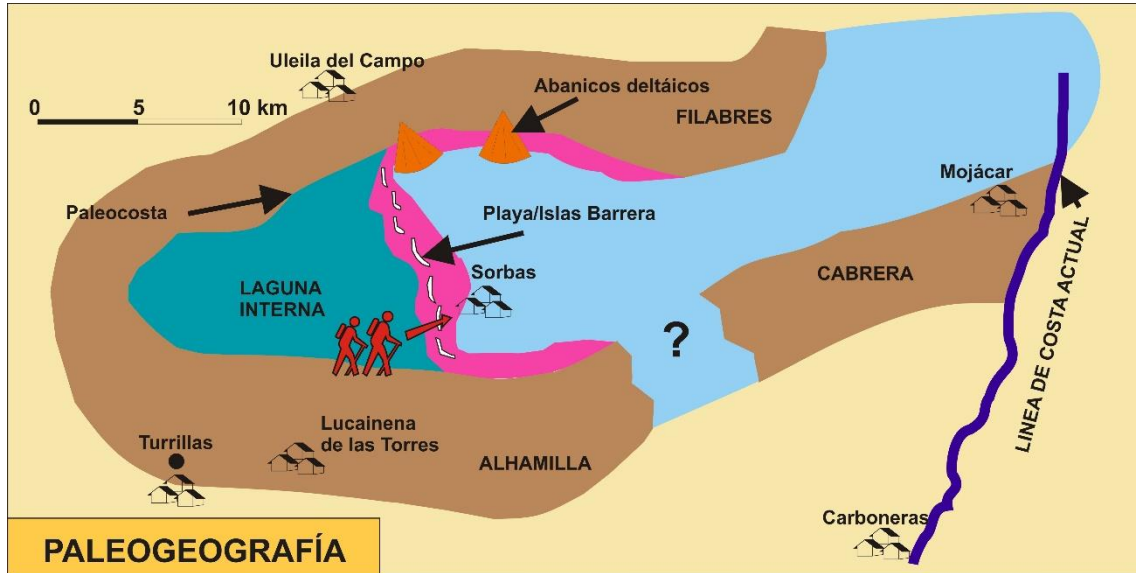 Uleila del Campo
0 5 10 km
Abanicos deltáicos
FILABRES
Mojácar
Paleocosta
Playa/Islas Barrera
Sorbas
CABRERA
LAGUNA
INTERNA
?
LINEA DE COSTA ACTUAL
Lucainena
de las Torres
Turrillas
ALHAMILLA
Carboneras
PALEOGEOGRAFÍA